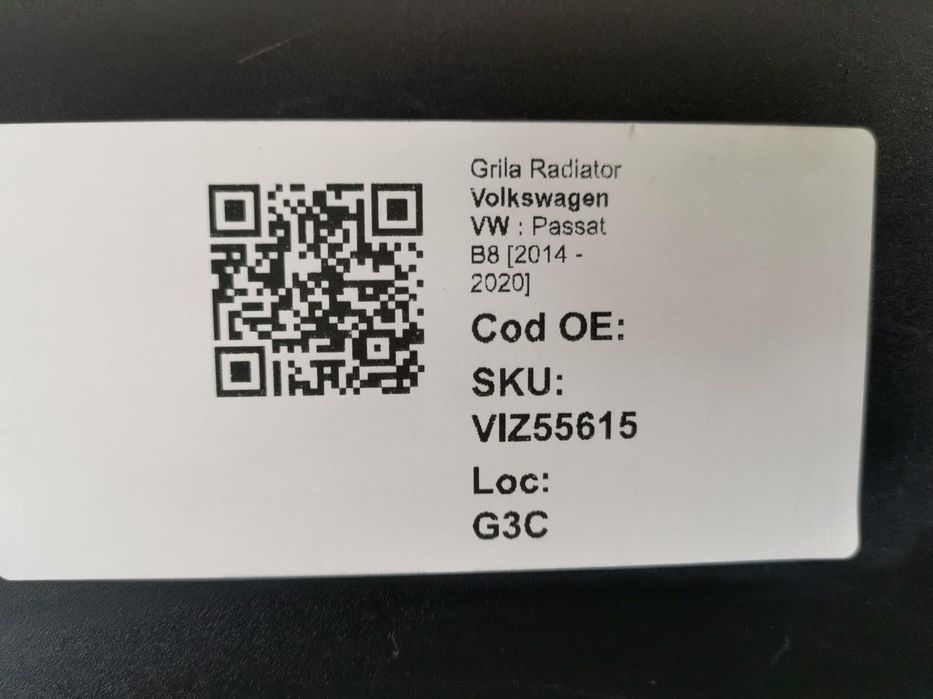 Grila Radiator
Volkswagen
VW : Passat
B8 [2014 -
2020]
Cod OE:
SKU:
VIZ55615
Loc:
G3C